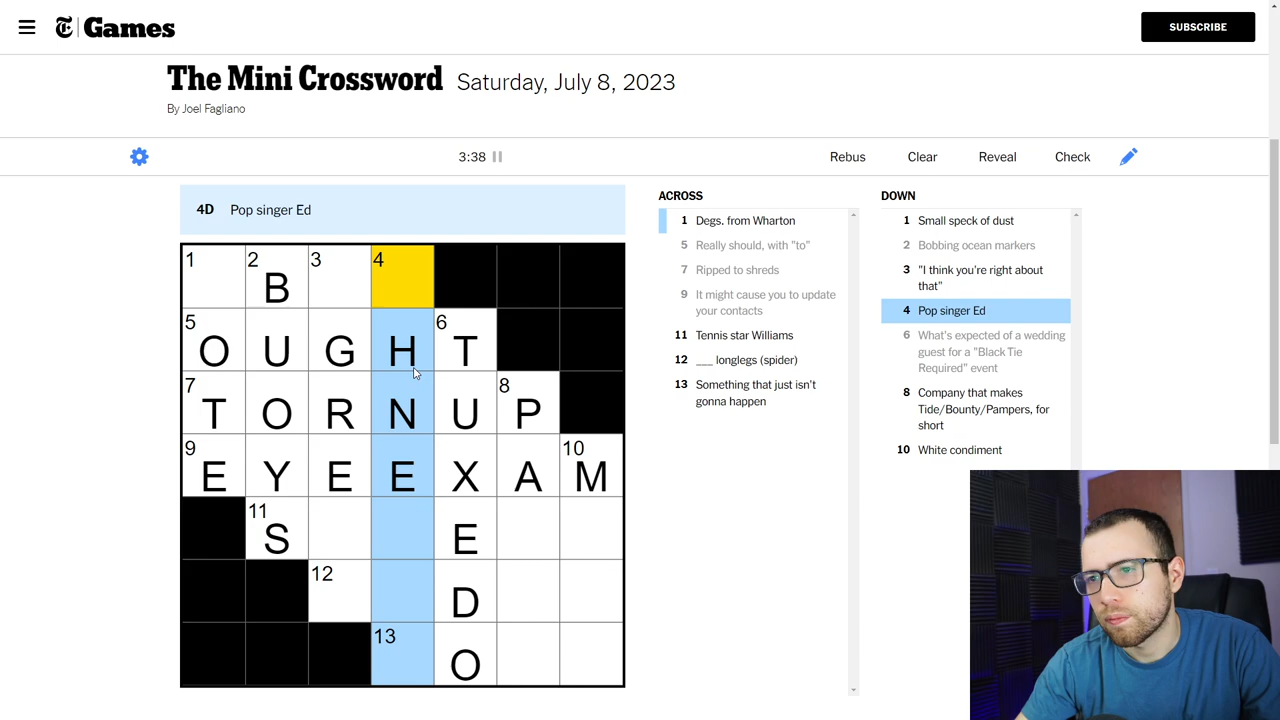 Games
SUBSCRIBE
The Mini Crossword Saturday, July 8, 2023
By Joel Fagliano
3:38
Rebus Clear Reveal Check
4D Pop singer Ed
1 2 B 3 4
5 O U G H 6 T
7 T O R N U 8 P
9 E Y E E X A 10 M
11 S E
12 D
13 O
ACROSS
1 Degs. from Wharton
5 Really should, with "to"
7 Ripped to shreds
9 It might cause you to update
your contacts
11 Tennis star Williams
12 ___ longlegs (spider)
13 Something that just isn't
gonna happen
DOWN
1 Small speck of dust
2 Bobbing ocean markers
3 "I think you're right about
that"
4 Pop singer Ed
6 What's expected of a wedding
guest for a "Black Tie
Required" event
8 Company that makes
Tide/Bounty/Pampers, for
short
10 White condiment